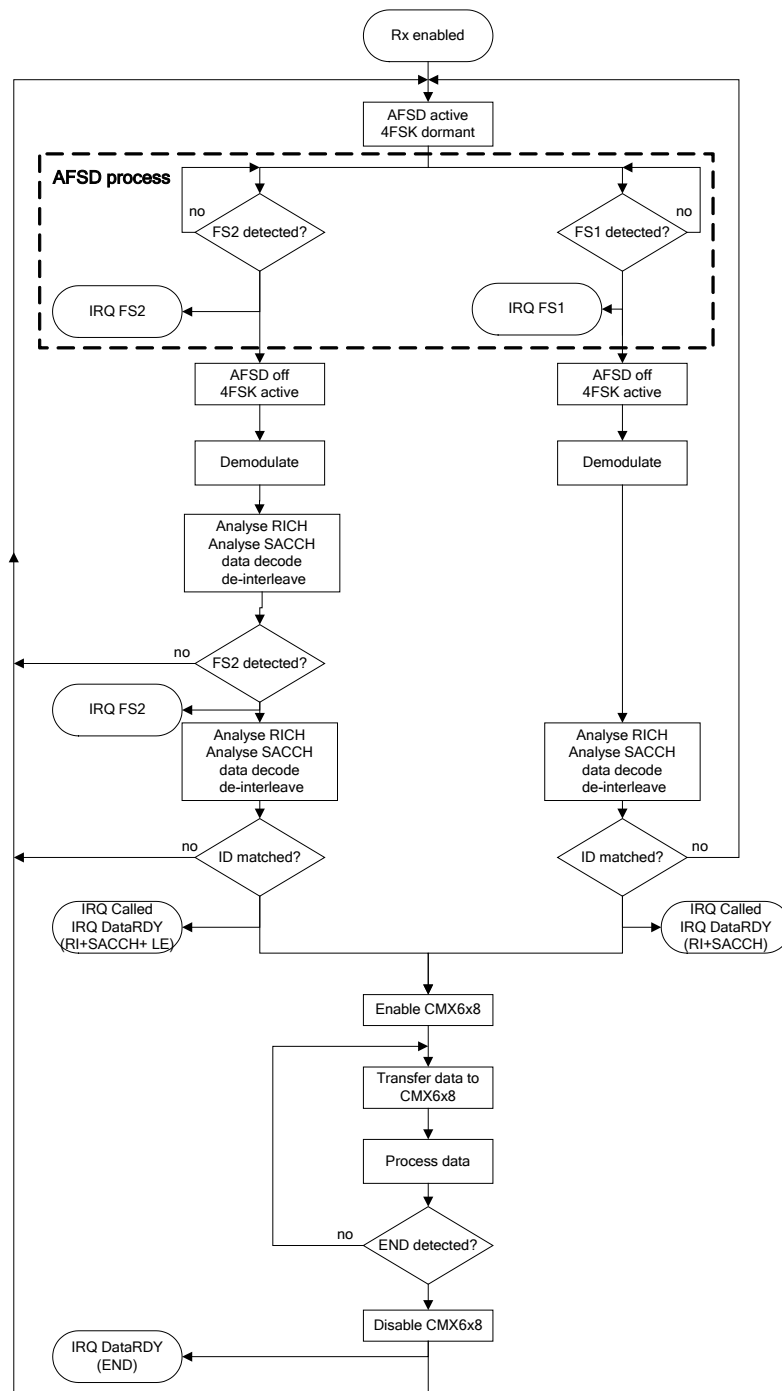 Rx enabled
AFSD active
4FSK dormant
AFSD process
no
FS2 detected?
FS1 detected?
no
IRQ FS2
IRQ FS1
AFSD off
4FSK active
AFSD off
4FSK active
Demodulate
Demodulate
Analyse RICH
Analyse SACCH
data decode
de-interleave
no
FS2 detected?
IRQ FS2
Analyse RICH
Analyse SACCH
data decode
de-interleave
Analyse RICH
Analyse SACCH
data decode
de-interleave
no
ID matched?
ID matched?
no
IRQ Called
IRQ DataRDY
(RI+SACCH+ LE)
IRQ Called
IRQ DataRDY
(RI+SACCH)
Enable CMX6x8
Transfer data to
CMX6x8
Process data
no
END detected?
Disable CMX6x8
IRQ DataRDY
(END)